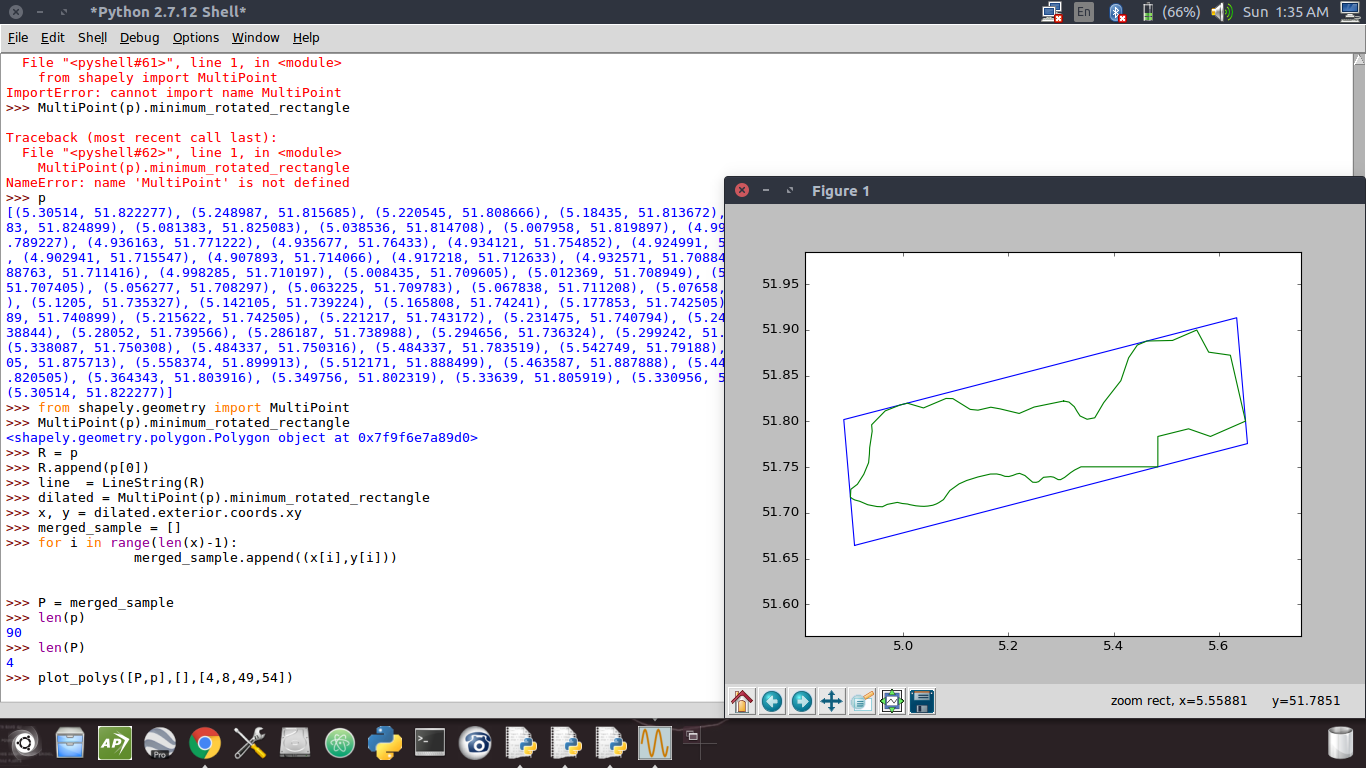 *Python 2.7.12 Shell*
En (66%) Sun 1:35 AM
File Edit Shell Debug Options Window Help
File "<pyshell#61>", line 1, in <module>
from shapely import MultiPoint
ImportError: cannot import name MultiPoint
>>> MultiPoint(p).minimum_rotated_rectangle
Traceback (most recent call last):
File "<pyshell#62>", line 1, in <module>
MultiPoint(p).minimum_rotated_rectangle
NameError: name 'MultiPoint' is not defined
>>> p
[(5.30514, 51.822277), (5.248987, 51.815685), (5.220545, 51.808666), (5.18435, 51.813672),
83, 51.824899), (5.081383, 51.825083), (5.038536, 51.814708), (5.007958, 51.819897), (4.99
.789227), (4.936163, 51.771222), (4.935677, 51.76433), (4.934121, 51.754852), (4.924991, 5
, (4.902941, 51.715547), (4.907893, 51.714066), (4.917218, 51.712633), (4.932571, 51.70884
88763, 51.711416), (4.998285, 51.710197), (5.008435, 51.709605), (5.012369, 51.708949), (5
51.707405), (5.056277, 51.708297), (5.063225, 51.709783), (5.067838, 51.711208), (5.07658,
), (5.1205, 51.735327), (5.142105, 51.739224), (5.165808, 51.74241), (5.177853, 51.742505)
89, 51.740899), (5.215622, 51.742505), (5.221217, 51.743172), (5.231475, 51.740794), (5.24
38844), (5.28052, 51.739566), (5.286187, 51.738988), (5.294656, 51.736324), (5.299242, 51.
(5.338087, 51.750308), (5.484337, 51.750316), (5.484337, 51.783519), (5.542749, 51.79188),
05, 51.875713), (5.558374, 51.899913), (5.512171, 51.888499), (5.463587, 51.887888), (5.44
.820505), (5.364343, 51.803916), (5.349756, 51.802319), (5.33639, 51.805919), (5.330956, 5
(5.30514, 51.822277)]
>>> from shapely.geometry import MultiPoint
>>> MultiPoint(p).minimum_rotated_rectangle
<shapely.geometry.polygon.Polygon object at 0x7f9f6e7a89d0>
>>> R = p
>>> R.append(p[0])
>>> line  = LineString(R)
>>> dilated = MultiPoint(p).minimum_rotated_rectangle
>>> x, y = dilated.exterior.coords.xy
>>> merged_sample = []
>>> for i in range(len(x)-1):
merged_sample.append((x[i],y[i]))
>>> P = merged_sample
>>> len(p)
90
>>> len(P)
4
>>> plot_polys([P,p],[],[4,8,49,54])
Figure 1
51.95
51.90
51.85
51.80
51.75
51.70
51.65
51.60
5.0 5.2 5.4 5.6
zoom rect, x=5.55881 y=51.7851
AP7
Pro